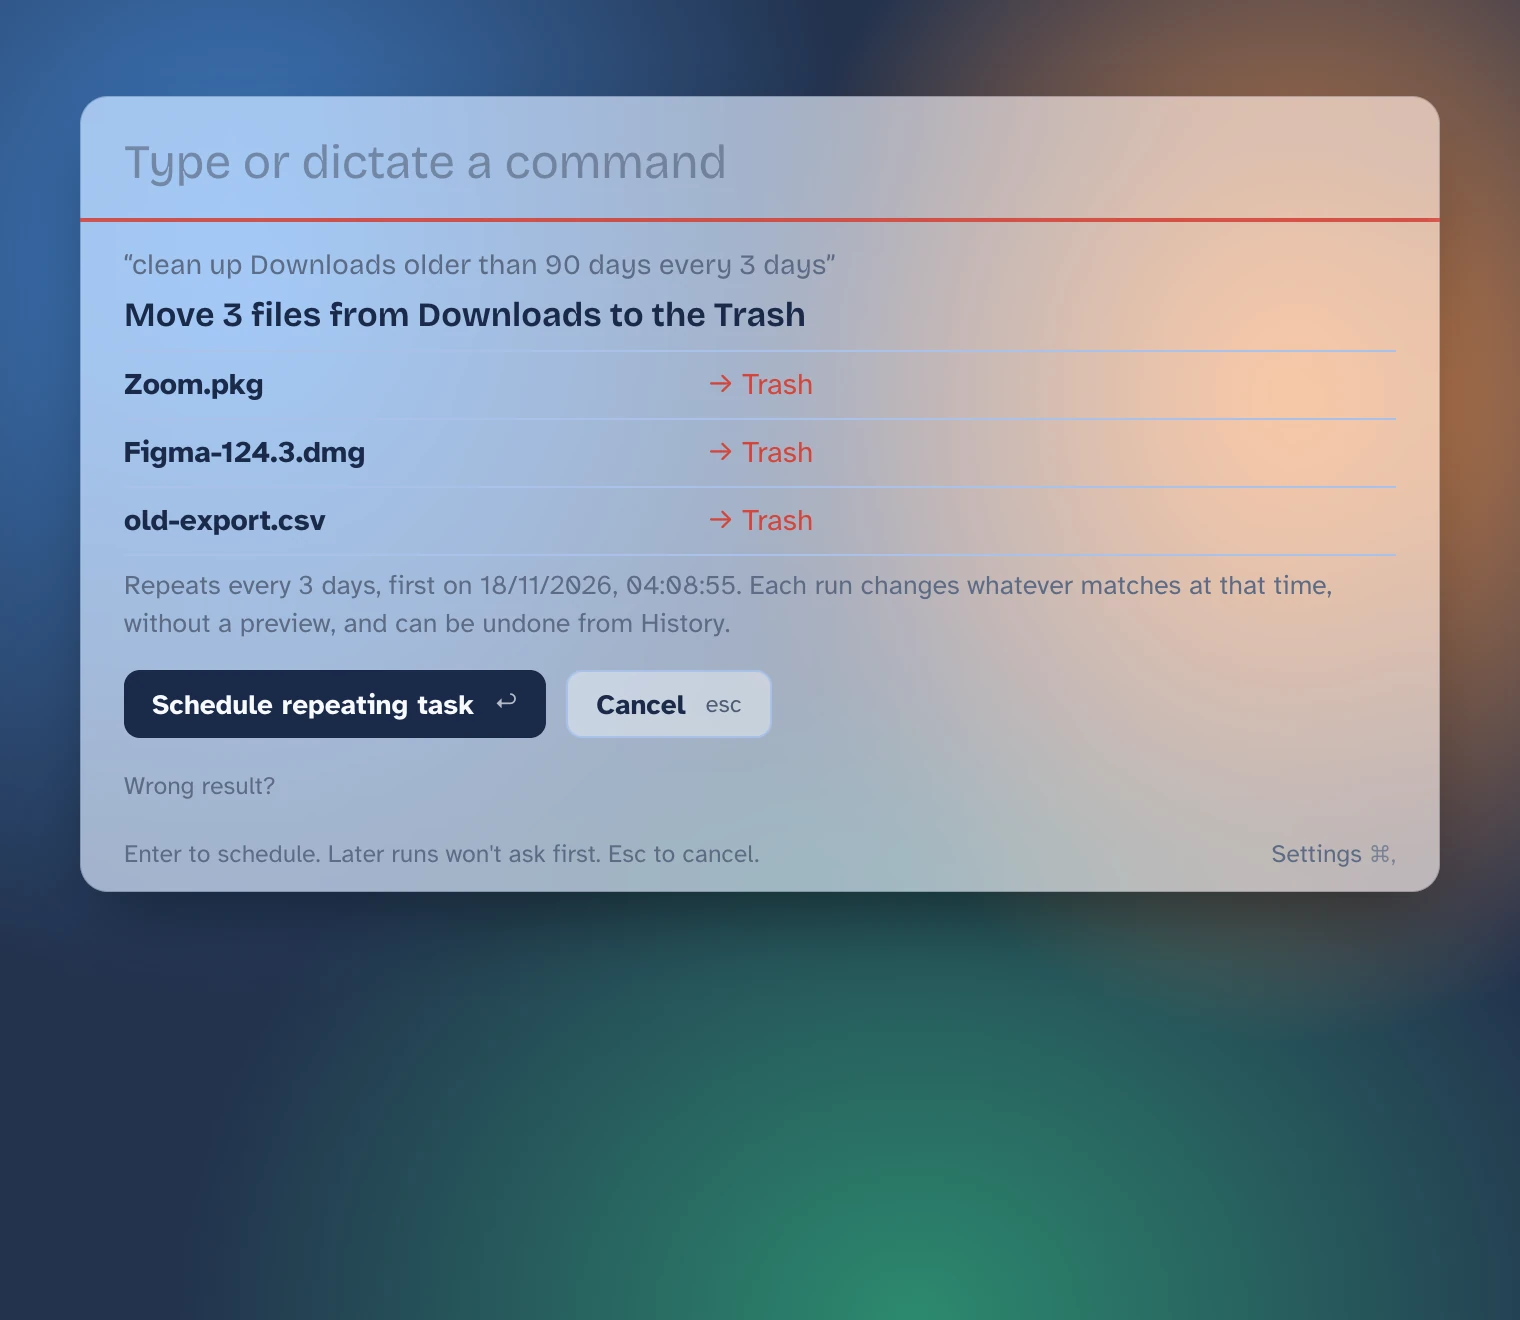 Type or dictate a command
“clean up Downloads older than 90 days every 3 days”
Move 3 files from Downloads to the Trash
Zoom.pkg → Trash
Figma-124.3.dmg → Trash
old-export.csv → Trash
Repeats every 3 days, first on 18/11/2026, 04:08:55. Each run changes whatever matches at that time,
without a preview, and can be undone from History.
Schedule repeating task ↩ Cancel esc
Wrong result?
Enter to schedule. Later runs won't ask first. Esc to cancel. Settings ⌘,